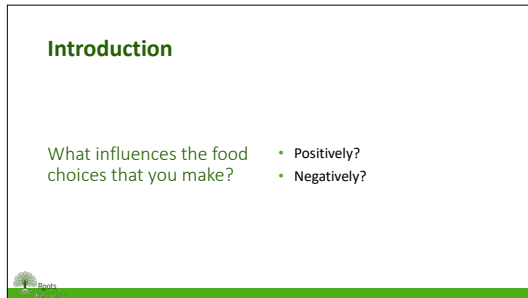 Introduction
What influences the food
choices that you make?
• Positively?
• Negatively?
Roots